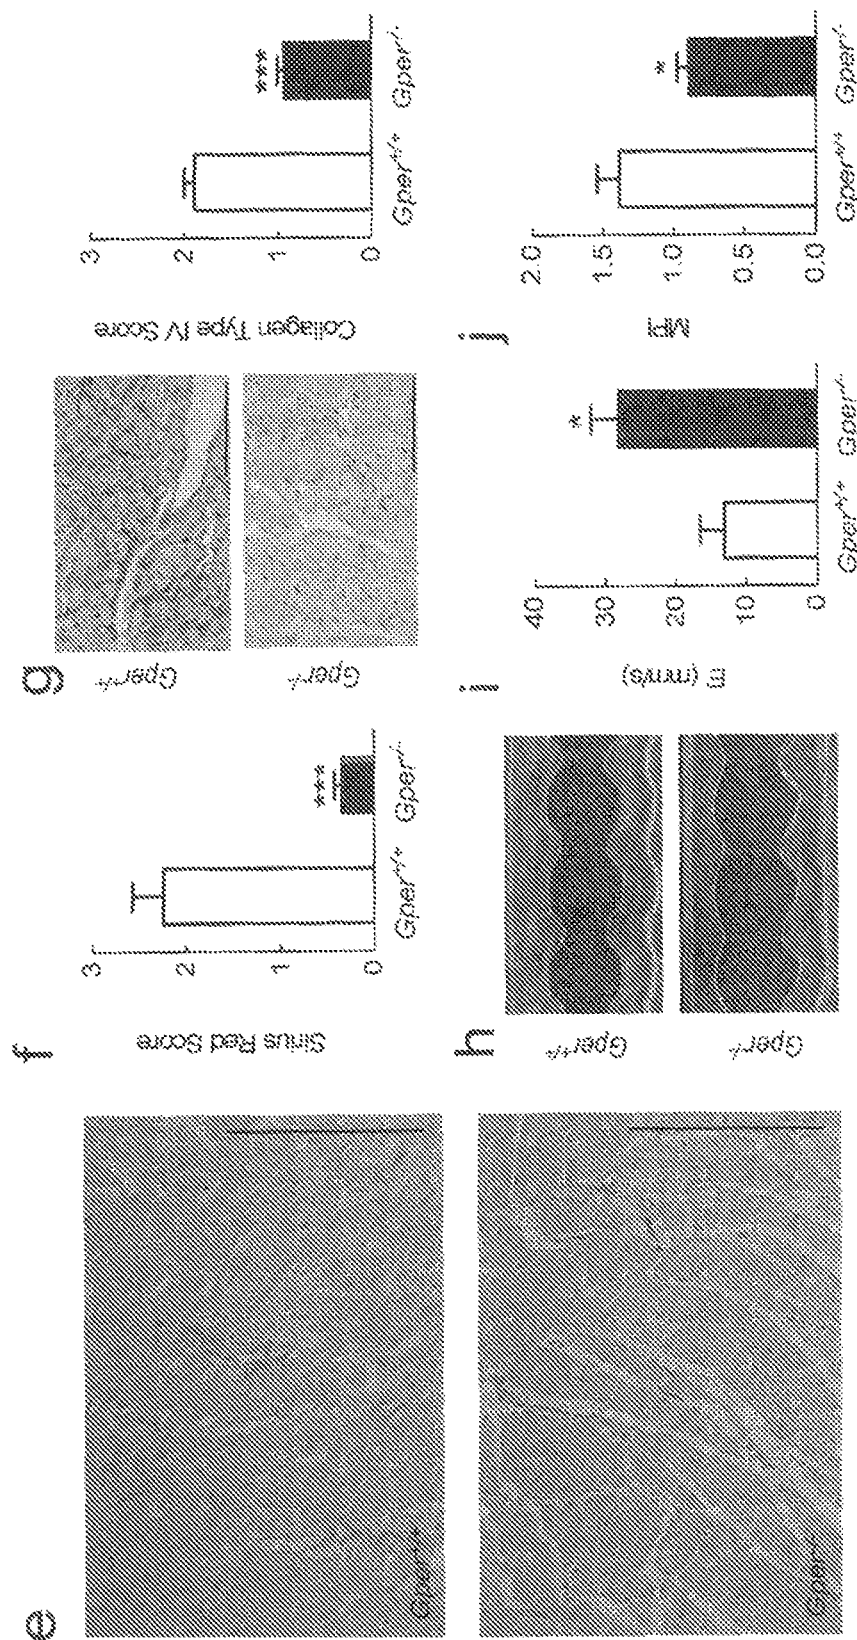 e
Gper+/+
Gper-/-
f
Sirius Red Score
3
2
1
0
***
Gper+/+ Gper-/-
g
Gper+/+
Gper-/-
Collagen Type IV Score
3
2
1
0
***
Gper+/+ Gper-/-
h
Gper+/+
Gper-/-
i
E' (mm/s)
40
30
20
10
0
*
Gper+/+ Gper-/-
j
MPI
2.0
1.5
1.0
0.5
0.0
*
Gper+/+ Gper-/-